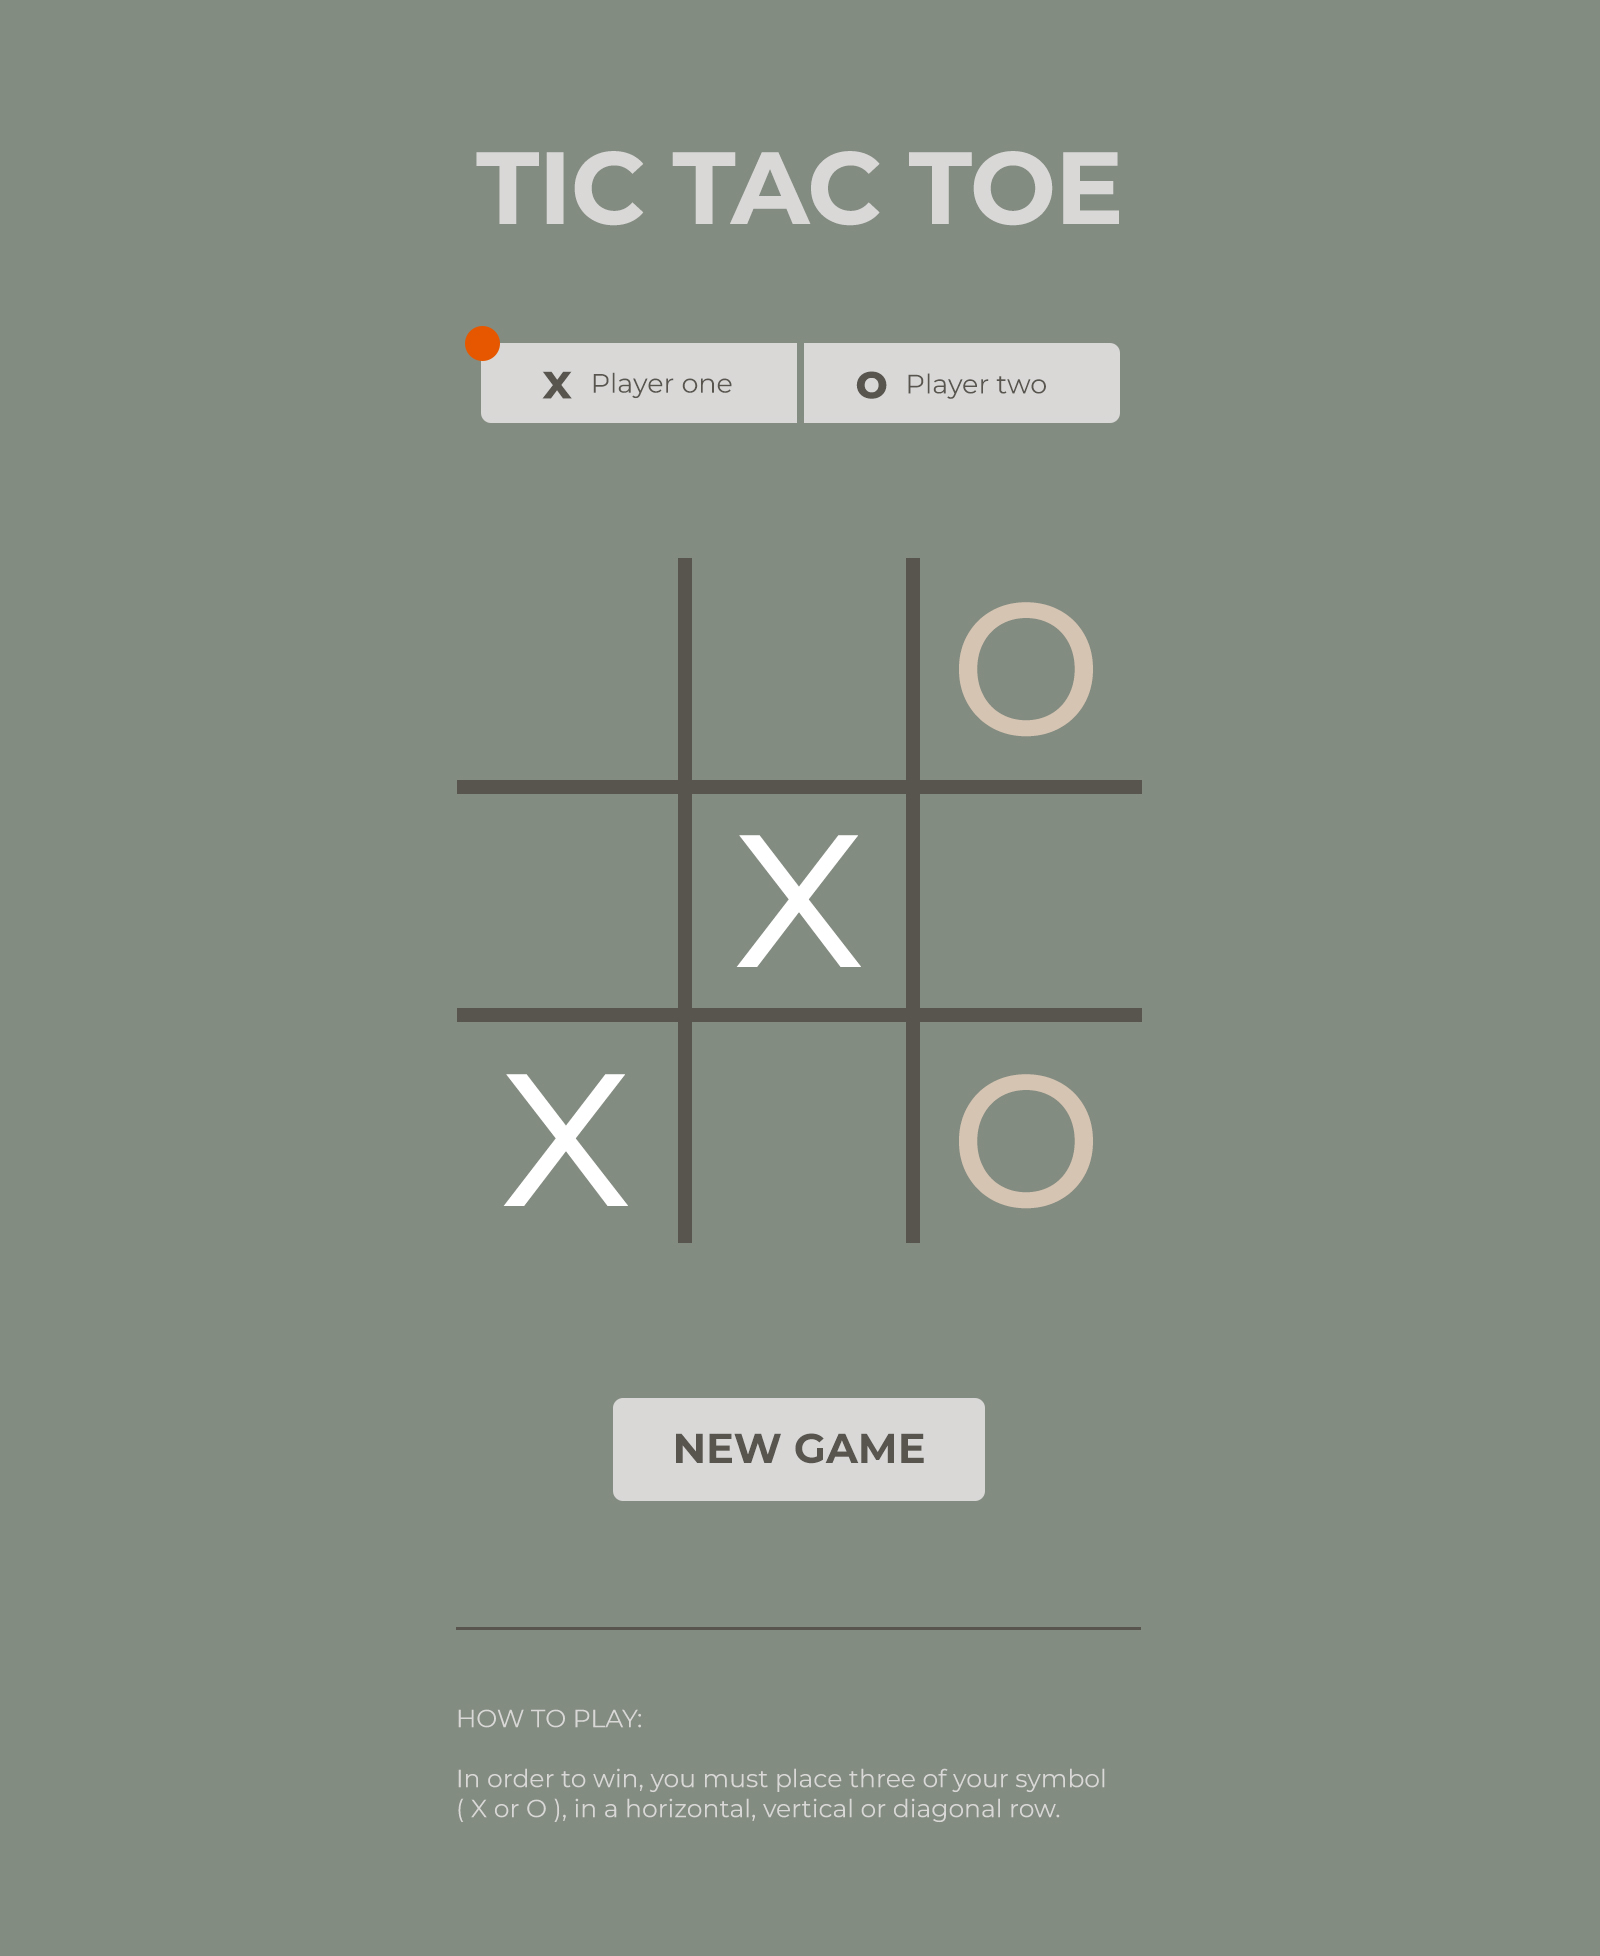 TIC TAC TOE
X Player one O Player two
O
X
X O
NEW GAME
HOW TO PLAY:
In order to win, you must place three of your symbol
( X or O ), in a horizontal, vertical or diagonal row.